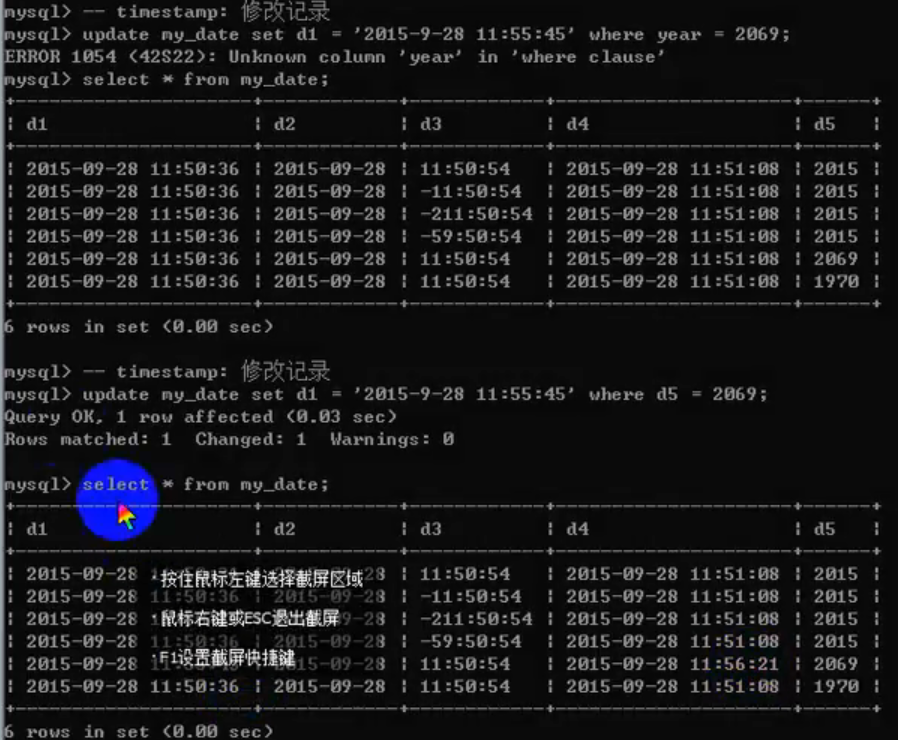 mysql> -- timestamp: 修改记录
mysql> update my_date set d1 = '2015-9-28 11:55:45' where year = 2069;
ERROR 1054 (42S22): Unknown column 'year' in 'where clause'
mysql> select * from my_date;
| d1 | d2 | d3 | d4 | d5 |
| 2015-09-28 11:50:36 | 2015-09-28 | 11:50:54 | 2015-09-28 11:51:08 | 2015 |
| 2015-09-28 11:50:36 | 2015-09-28 | -11:50:54 | 2015-09-28 11:51:08 | 2015 |
| 2015-09-28 11:50:36 | 2015-09-28 | -211:50:54 | 2015-09-28 11:51:08 | 2015 |
| 2015-09-28 11:50:36 | 2015-09-28 | -59:50:54 | 2015-09-28 11:51:08 | 2015 |
| 2015-09-28 11:50:36 | 2015-09-28 | 11:50:54 | 2015-09-28 11:51:08 | 2069 |
| 2015-09-28 11:50:36 | 2015-09-28 | 11:50:54 | 2015-09-28 11:51:08 | 1970 |
6 rows in set (0.00 sec)
mysql> -- timestamp: 修改记录
mysql> update my_date set d1 = '2015-9-28 11:55:45' where d5 = 2069;
Query OK, 1 row affected (0.03 sec)
Rows matched: 1 Changed: 1 Warnings: 0
mysql> select * from my_date;
| d1 | d2 | d3 | d4 | d5 |
| 2015-09-28 ·按住鼠标左键选择截屏区域 28 | 11:50:54 | 2015-09-28 11:51:08 | 2015 |
| 2015-09-28 11:50:36 | 2015-09-28 | -11:50:54 | 2015-09-28 11:51:08 | 2015 |
| 2015-09-28 ·鼠标右键或ESC退出截屏 28 | -211:50:54 | 2015-09-28 11:51:08 | 2015 |
| 2015-09-28 11:50:36 | 2015-09-28 | -59:50:54 | 2015-09-28 11:51:08 | 2015 |
| 2015-09-28 ·F1设置截屏快捷键 09-28 | 11:50:54 | 2015-09-28 11:56:21 | 2069 |
| 2015-09-28 11:50:36 | 2015-09-28 | 11:50:54 | 2015-09-28 11:51:08 | 1970 |
6 rows in set (0.00 sec)